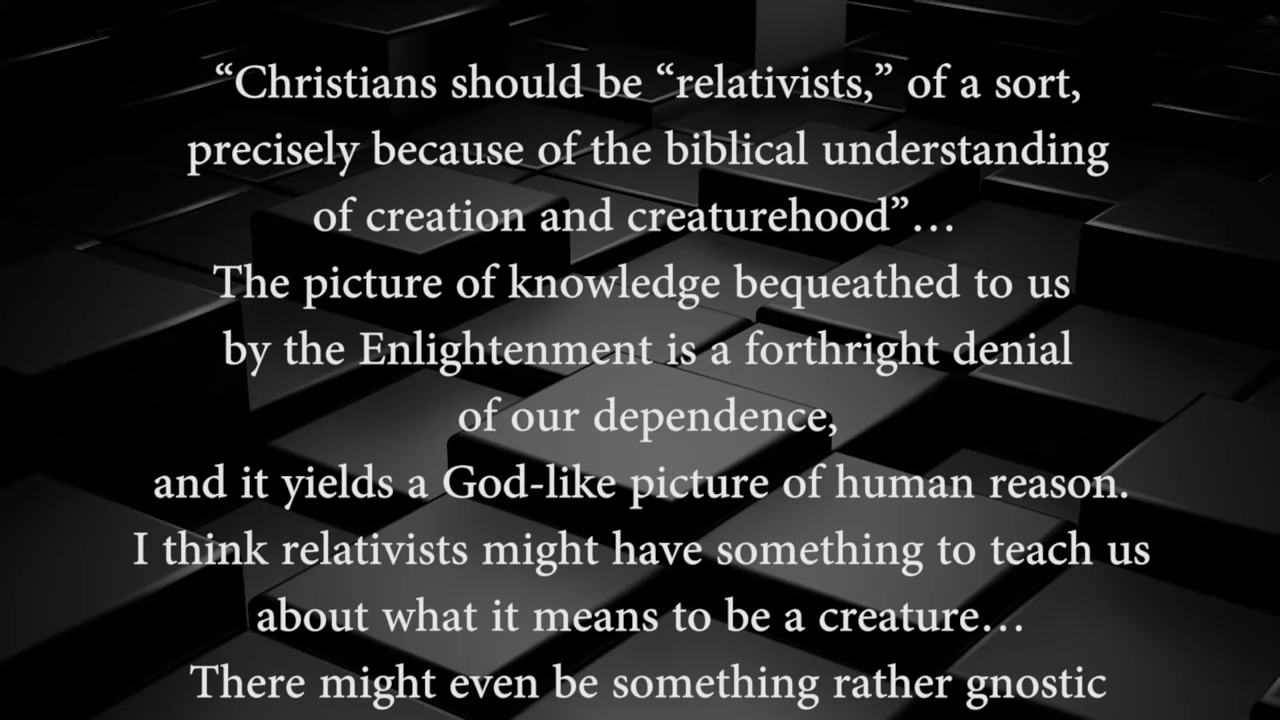 “Christians should be “relativists,” of a sort,
precisely because of the biblical understanding
of creation and creaturehood”…
The picture of knowledge bequeathed to us
by the Enlightenment is a forthright denial
of our dependence,
and it yields a God-like picture of human reason.
I think relativists might have something to teach us
about what it means to be a creature…
There might even be something rather gnostic